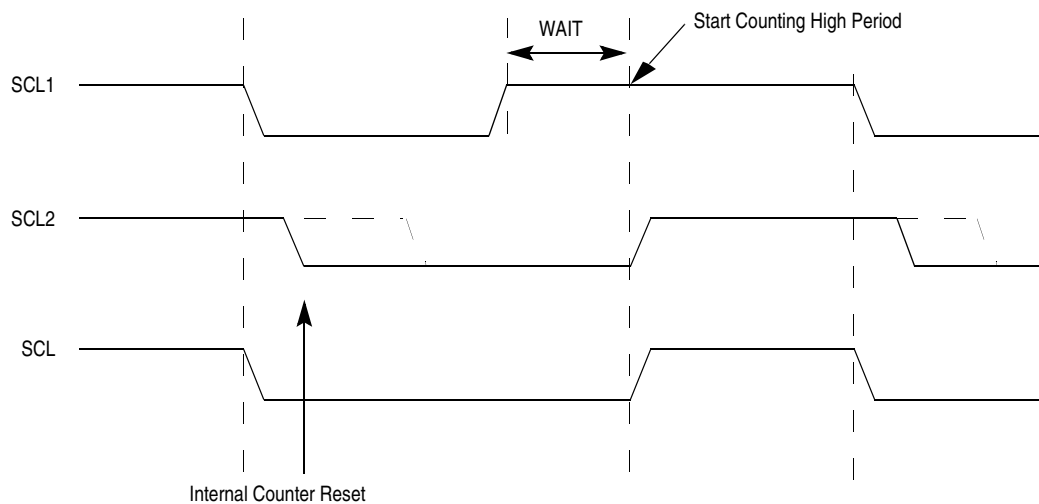 WAIT
Start Counting High Period
SCL1
SCL2
SCL
Internal Counter Reset